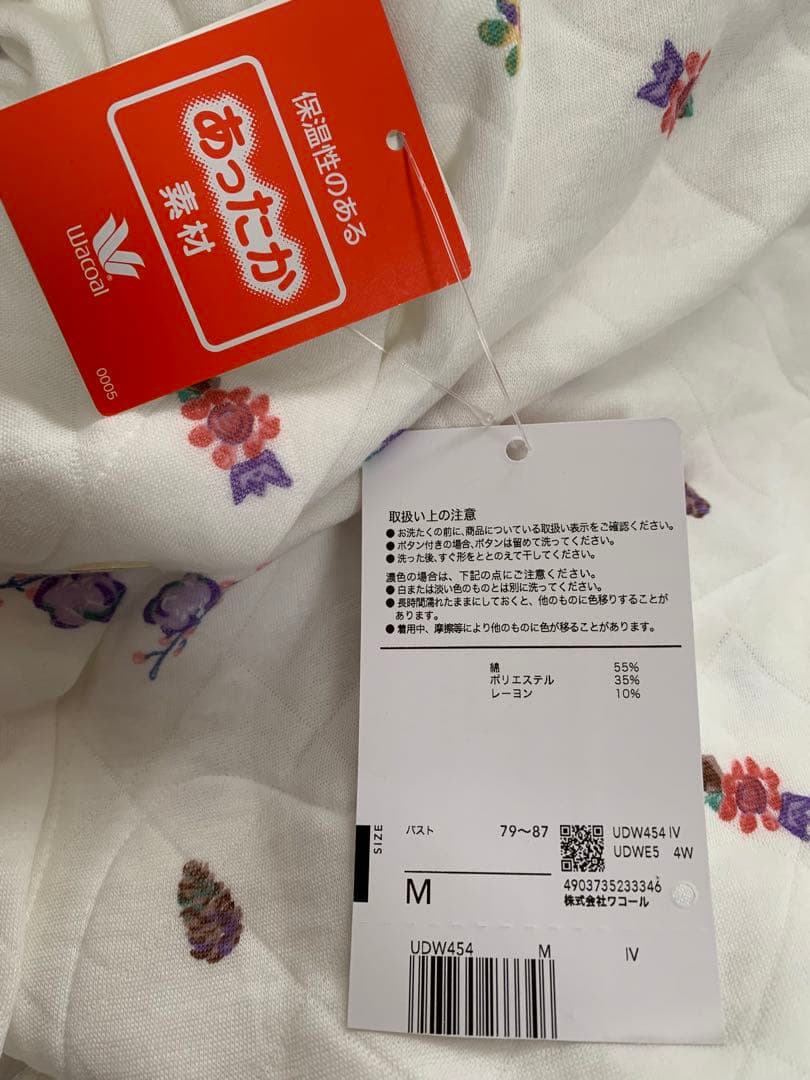 保温性のある
あったか
素材
Wacoal
0005
取扱い上の注意
● お洗たくの前に、商品についている取扱い表示をご確認ください。
● ボタン付きの場合、ボタンは留めて洗ってください。
● 洗った後、すぐ形をととのえて干してください。
濃色の場合は、下記の点にご注意ください。
● 白または淡い色のものとは別に洗ってください。
● 長時間濡れたままにしておくと、他のものに色移りすることが
あります。
● 着用中、摩擦等により他のものに色が移ることがあります。
綿 55%
ポリエステル 35%
レーヨン 10%
SIZE
バスト 79〜87
M
UDW454 IV
UDWE5 4W
4903735233346
株式会社ワコール
UDW454 M IV